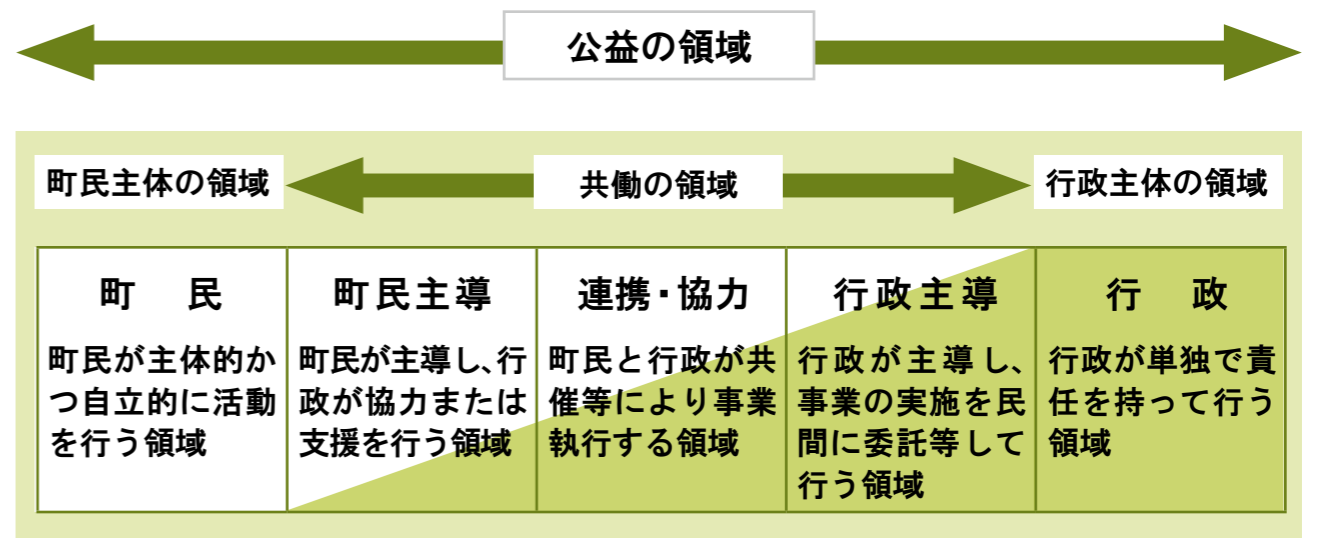 公益の領域
町民主体の領域
共働の領域
行政主体の領域
町　民
町民が主体的か
つ自立的に活動
を行う領域
町民主導
町民が主導し、行
政が協力または
支援を行う領域
連携・協力
町民と行政が共
催等により事業
執行する領域
行政主導
行政が主導し、
事業の実施を民
間に委託等して
行う領域
行　政
行政が単独で責
任を持って行う
領域